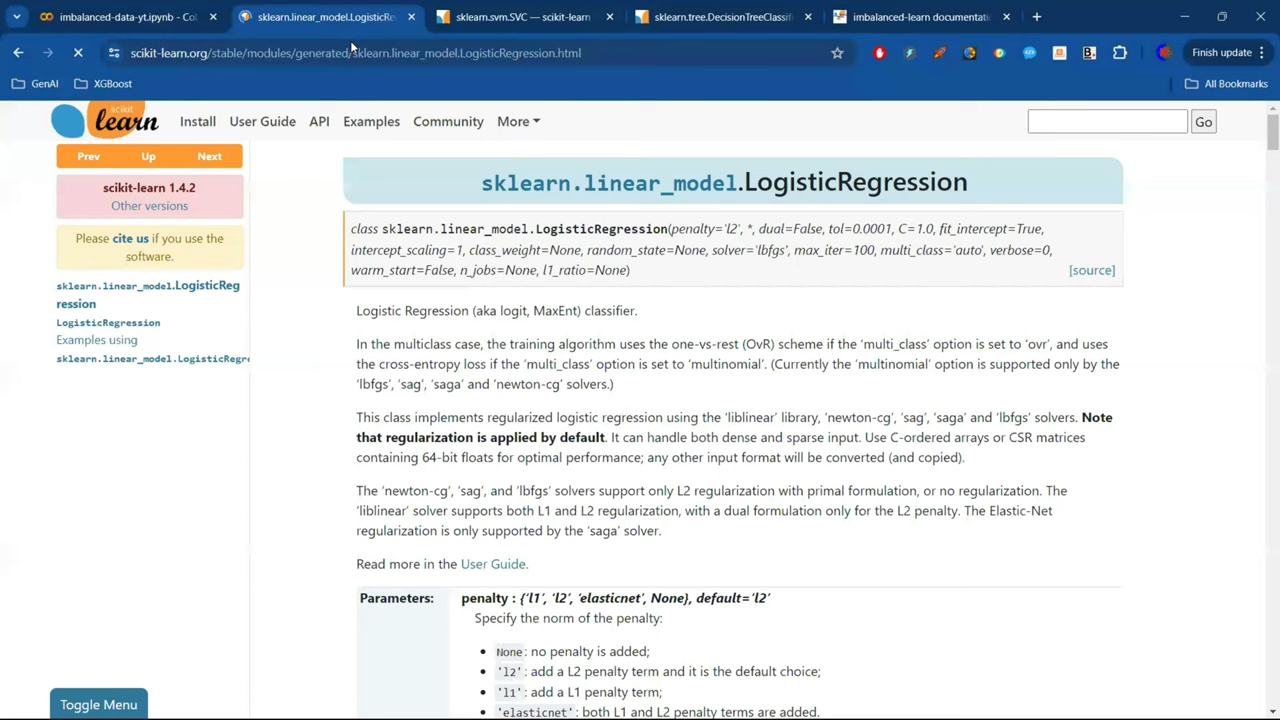 imbalanced-data-yt.ipynb - Col
sklearn.linear_model.LogisticRe
sklearn.svm.SVC — scikit-learn
sklearn.tree.DecisionTreeClassif
imbalanced-learn documentati
scikit-learn.org/stable/modules/generated/sklearn.linear_model.LogisticRegression.html
Finish update
GenAI
XGBoost
All Bookmarks
scikit
learn
Install
User Guide
API
Examples
Community
More
Go
Prev
Up
Next
scikit-learn 1.4.2
Other versions
Please cite us if you use the
software.
sklearn.linear_model.LogisticReg
ression
LogisticRegression
Examples using
sklearn.linear_model.LogisticRegre
Toggle Menu
sklearn.linear_model.LogisticRegression
class sklearn.linear_model.LogisticRegression(penalty='l2', *, dual=False, tol=0.0001, C=1.0, fit_intercept=True,
intercept_scaling=1, class_weight=None, random_state=None, solver='lbfgs', max_iter=100, multi_class='auto', verbose=0,
warm_start=False, n_jobs=None, l1_ratio=None)
[source]
Logistic Regression (aka logit, MaxEnt) classifier.
In the multiclass case, the training algorithm uses the one-vs-rest (OvR) scheme if the ‘multi_class’ option is set to ‘ovr’, and uses
the cross-entropy loss if the ‘multi_class’ option is set to ‘multinomial’. (Currently the ‘multinomial’ option is supported only by the
‘lbfgs’, ‘sag’, ‘saga’ and ‘newton-cg’ solvers.)
This class implements regularized logistic regression using the ‘liblinear’ library, ‘newton-cg’, ‘sag’, ‘saga’ and ‘lbfgs’ solvers. Note
that regularization is applied by default. It can handle both dense and sparse input. Use C-ordered arrays or CSR matrices
containing 64-bit floats for optimal performance; any other input format will be converted (and copied).
The ‘newton-cg’, ‘sag’, and ‘lbfgs’ solvers support only L2 regularization with primal formulation, or no regularization. The
‘liblinear’ solver supports both L1 and L2 regularization, with a dual formulation only for the L2 penalty. The Elastic-Net
regularization is only supported by the ‘saga’ solver.
Read more in the User Guide.
Parameters:
penalty : {‘l1’, ‘l2’, ‘elasticnet’, None}, default=’l2’
Specify the norm of the penalty:
None: no penalty is added;
'l2': add a L2 penalty term and it is the default choice;
'l1': add a L1 penalty term;
'elasticnet': both L1 and L2 penalty terms are added.